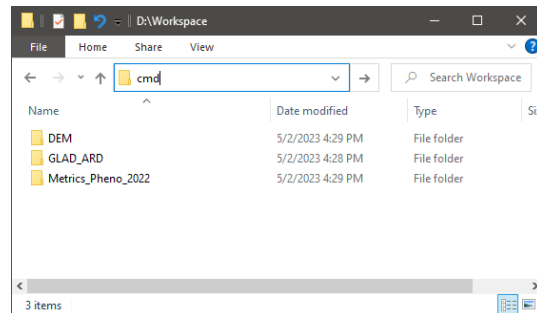 D:\Workspace
File Home Share View
cmd Search Workspace
Name Date modified Type
DEM 5/2/2023 4:29 PM File folder
GLAD_ARD 5/2/2023 4:28 PM File folder
Metrics_Pheno_2022 5/2/2023 4:29 PM File folder
3 items